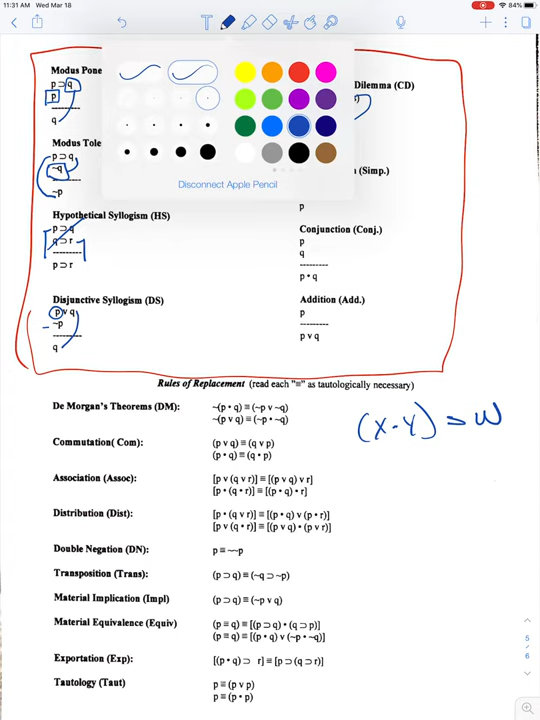 11:31 AM Wed Mar 18
84%
Modus Pone
p ⊃ q
p
---------
q
Modus Tole
p ⊃ q
~q
---------
~p
Hypothetical Syllogism (HS)
p ⊃ q
q ⊃ r
---------
p ⊃ r
Disjunctive Syllogism (DS)
p v q
~p
---------
q
Disconnect Apple Pencil
Dilemma (CD)
(Simp.)
p
Conjunction (Conj.)
p
q
---------
p • q
Addition (Add.)
p
---------
p v q
Rules of Replacement (read each "≡" as tautologically necessary)
De Morgan's Theorems (DM): ~(p • q) ≡ (~p v ~q)
~(p v q) ≡ (~p • ~q)
(X · Y) ⊃ W
Commutation( Com): (p v q) ≡ (q v p)
(p • q) ≡ (q • p)
Association (Assoc): [p v (q v r)] ≡ [(p v q) v r]
[p • (q • r)] ≡ [(p • q) • r]
Distribution (Dist): [p • (q v r)] ≡ [(p • q) v (p • r)]
[p v (q • r)] ≡ [(p v q) • (p v r)]
Double Negation (DN): p ≡ ~~p
Transposition (Trans): (p ⊃ q) ≡ (~q ⊃ ~p)
Material Implication (Impl) (p ⊃ q) ≡ (~p v q)
Material Equivalence (Equiv) (p ≡ q) ≡ [(p ⊃ q) • (q ⊃ p)]
(p ≡ q) ≡ [(p • q) v (~p • ~q)]
Exportation (Exp): [(p • q) ⊃ r] ≡ [p ⊃ (q ⊃ r)]
Tautology (Taut) p ≡ (p v p)
p ≡ (p • p)
5
6